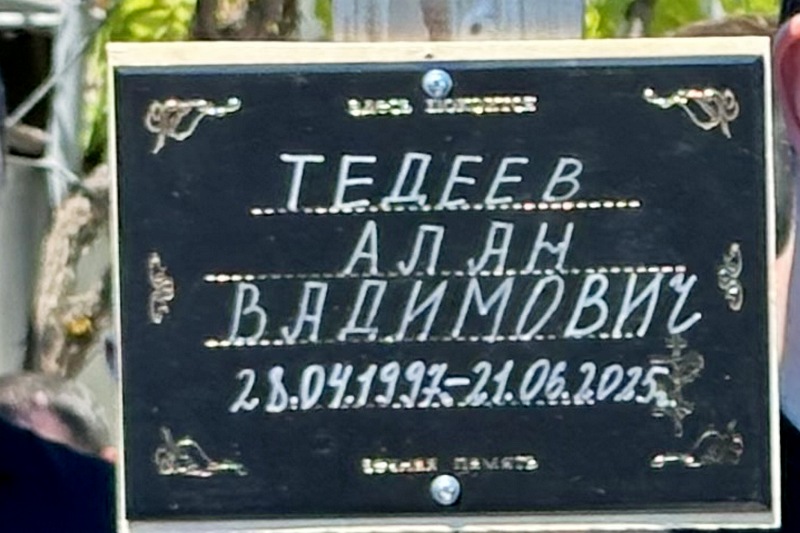 здесь покоится
ТЕДЕЕВ
АЛАН
ВАДИМОВИЧ
28.04.1997-21.06.2025
вечная память